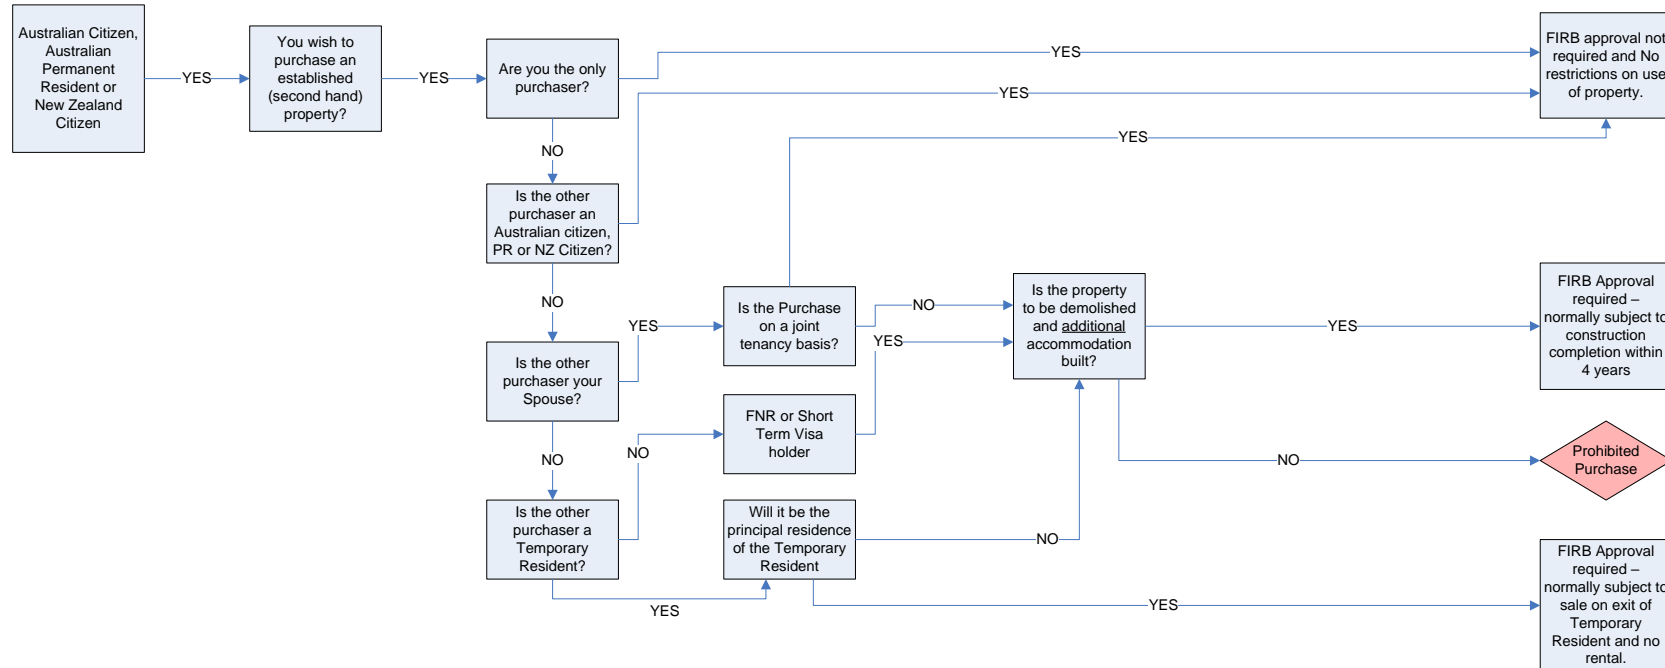 Australian Citizen,
Australian
Permanent
Resident or
New Zealand
Citizen
YES
You wish to
purchase an
established
(second hand)
property?
YES
Are you the only
purchaser?
YES
FIRB approval not
required and No
restrictions on use
of property.
YES
YES
NO
Is the other
purchaser an
Australian citizen,
PR or NZ Citizen?
NO
Is the other
purchaser your
Spouse?
YES
Is the Purchase
on a joint
tenancy basis?
NO
YES
Is the property
to be demolished
and additional
accommodation
built?
YES
FIRB Approval
required –
normally subject to
construction
completion within
4 years
FNR or Short
Term Visa
holder
NO
NO
NO
Prohibited
Purchase
Is the other
purchaser a
Temporary
Resident?
YES
Will it be the
principal residence
of the Temporary
Resident
NO
YES
FIRB Approval
required –
normally subject to
sale on exit of
Temporary
Resident and no
rental.